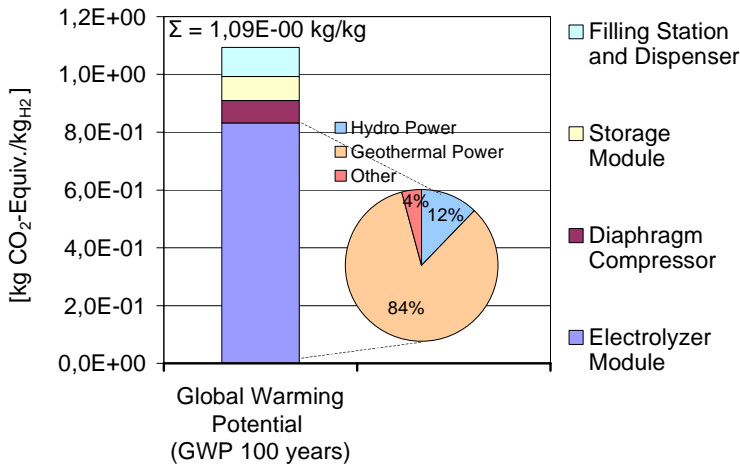 Σ = 1,09E-00 kg/kg
1,2E+00
1,0E+00
8,0E-01
6,0E-01
4,0E-01
2,0E-01
0,0E+00
[kg CO₂-Equiv./kg_H2]
Hydro Power
Geothermal Power
Other
4%
12%
84%
Global Warming
Potential
(GWP 100 years)
Filling Station
and Dispenser
Storage
Module
Diaphragm
Compressor
Electrolyzer
Module